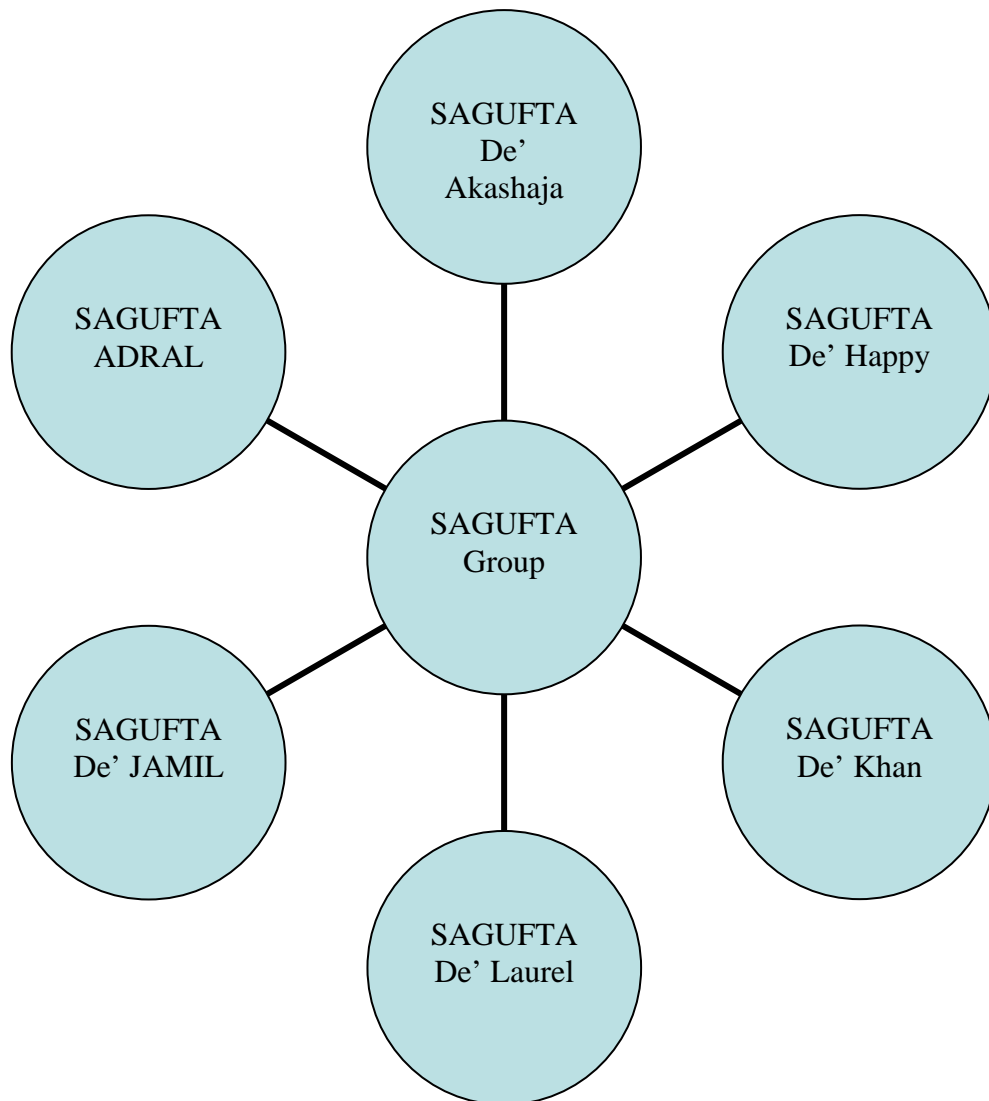 SAGUFTA
De’
Akashaja
SAGUFTA
ADRAL
SAGUFTA
De’ Happy
SAGUFTA
Group
SAGUFTA
De’ JAMIL
SAGUFTA
De’ Khan
SAGUFTA
De’ Laurel